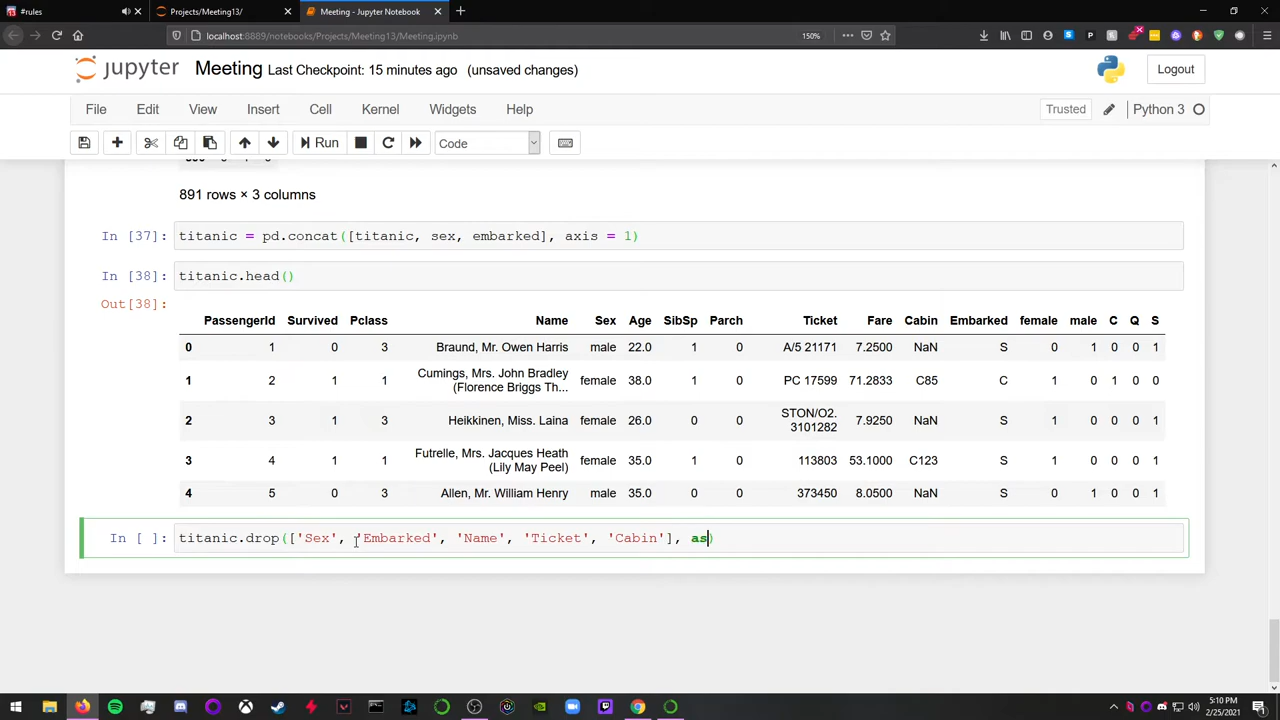 #rules
Projects/Meeting13/
Meeting - Jupyter Notebook
localhost:8889/notebooks/Projects/Meeting13/Meeting.ipynb
150%
jupyter Meeting Last Checkpoint: 15 minutes ago (unsaved changes)
Logout
File Edit View Insert Cell Kernel Widgets Help
Trusted
Python 3
Run
Code
891 rows × 3 columns
In [37]: titanic = pd.concat([titanic, sex, embarked], axis = 1)
In [38]: titanic.head()
Out[38]:
PassengerId Survived Pclass Name Sex Age SibSp Parch Ticket Fare Cabin Embarked female male C Q S
0 1 0 3 Braund, Mr. Owen Harris male 22.0 1 0 A/5 21171 7.2500 NaN S 0 1 0 0 1
Cumings, Mrs. John Bradley
1 2 1 1 (Florence Briggs Th... female 38.0 1 0 PC 17599 71.2833 C85 C 1 0 1 0 0
2 3 1 3 Heikkinen, Miss. Laina female 26.0 0 0 STON/O2. 7.9250 NaN S 1 0 0 0 1
3101282
Futrelle, Mrs. Jacques Heath
3 4 1 1 (Lily May Peel) female 35.0 1 0 113803 53.1000 C123 S 1 0 0 0 1
4 5 0 3 Allen, Mr. William Henry male 35.0 0 0 373450 8.0500 NaN S 0 1 0 0 1
In [ ]: titanic.drop(['Sex', 'Embarked', 'Name', 'Ticket', 'Cabin'], as)
5:10 PM
2/25/2021